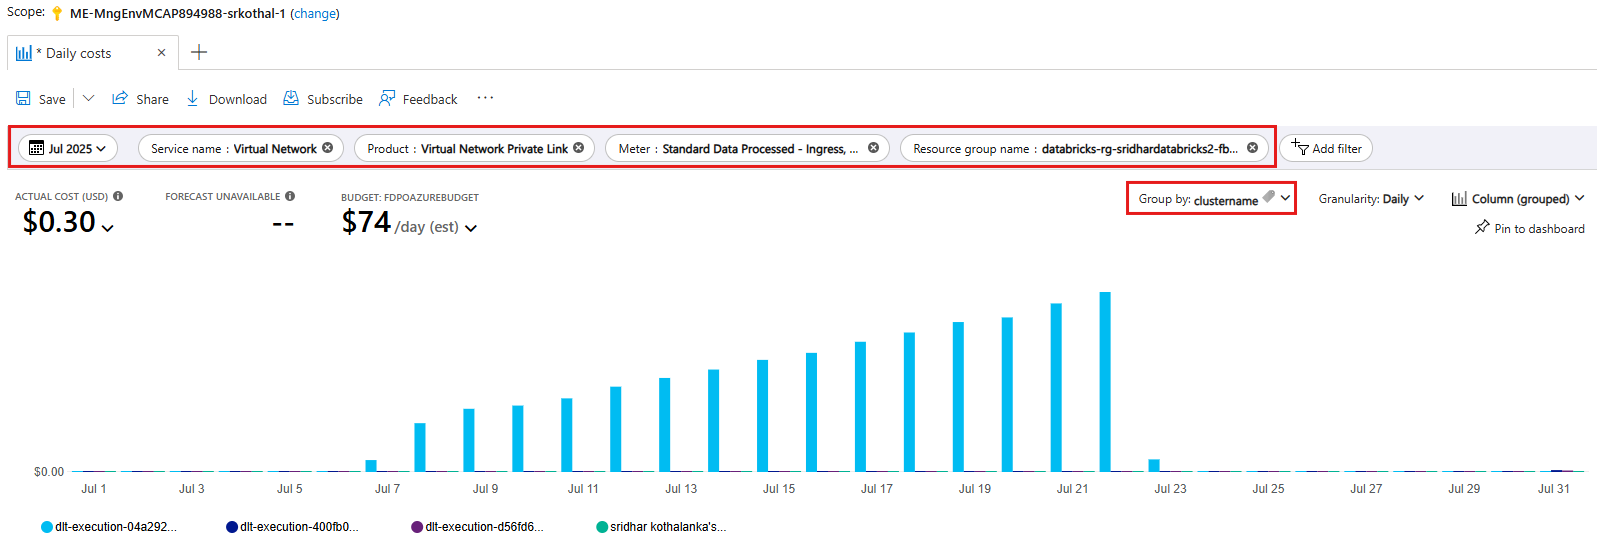 Scope: ME-MngEnvMCAP894988-srkothal-1 (change)
* Daily costs
Save Share Download Subscribe Feedback ...
Jul 2025 Service name : Virtual Network Product : Virtual Network Private Link Meter : Standard Data Processed - Ingress, ... Resource group name : databricks-rg-sridhardatabricks2-fb... Add filter
ACTUAL COST (USD) FORECAST UNAVAILABLE BUDGET: FDPOAZUREBUDGET
$0.30 -- $74 /day (est)
Group by: clustername Granularity: Daily Column (grouped)
Pin to dashboard
$0.00
Jul 1 Jul 3 Jul 5 Jul 7 Jul 9 Jul 11 Jul 13 Jul 15 Jul 17 Jul 19 Jul 21 Jul 23 Jul 25 Jul 27 Jul 29 Jul 31
dlt-execution-04a292... dlt-execution-400fb0... dlt-execution-d56fd6... sridhar kothalanka's...